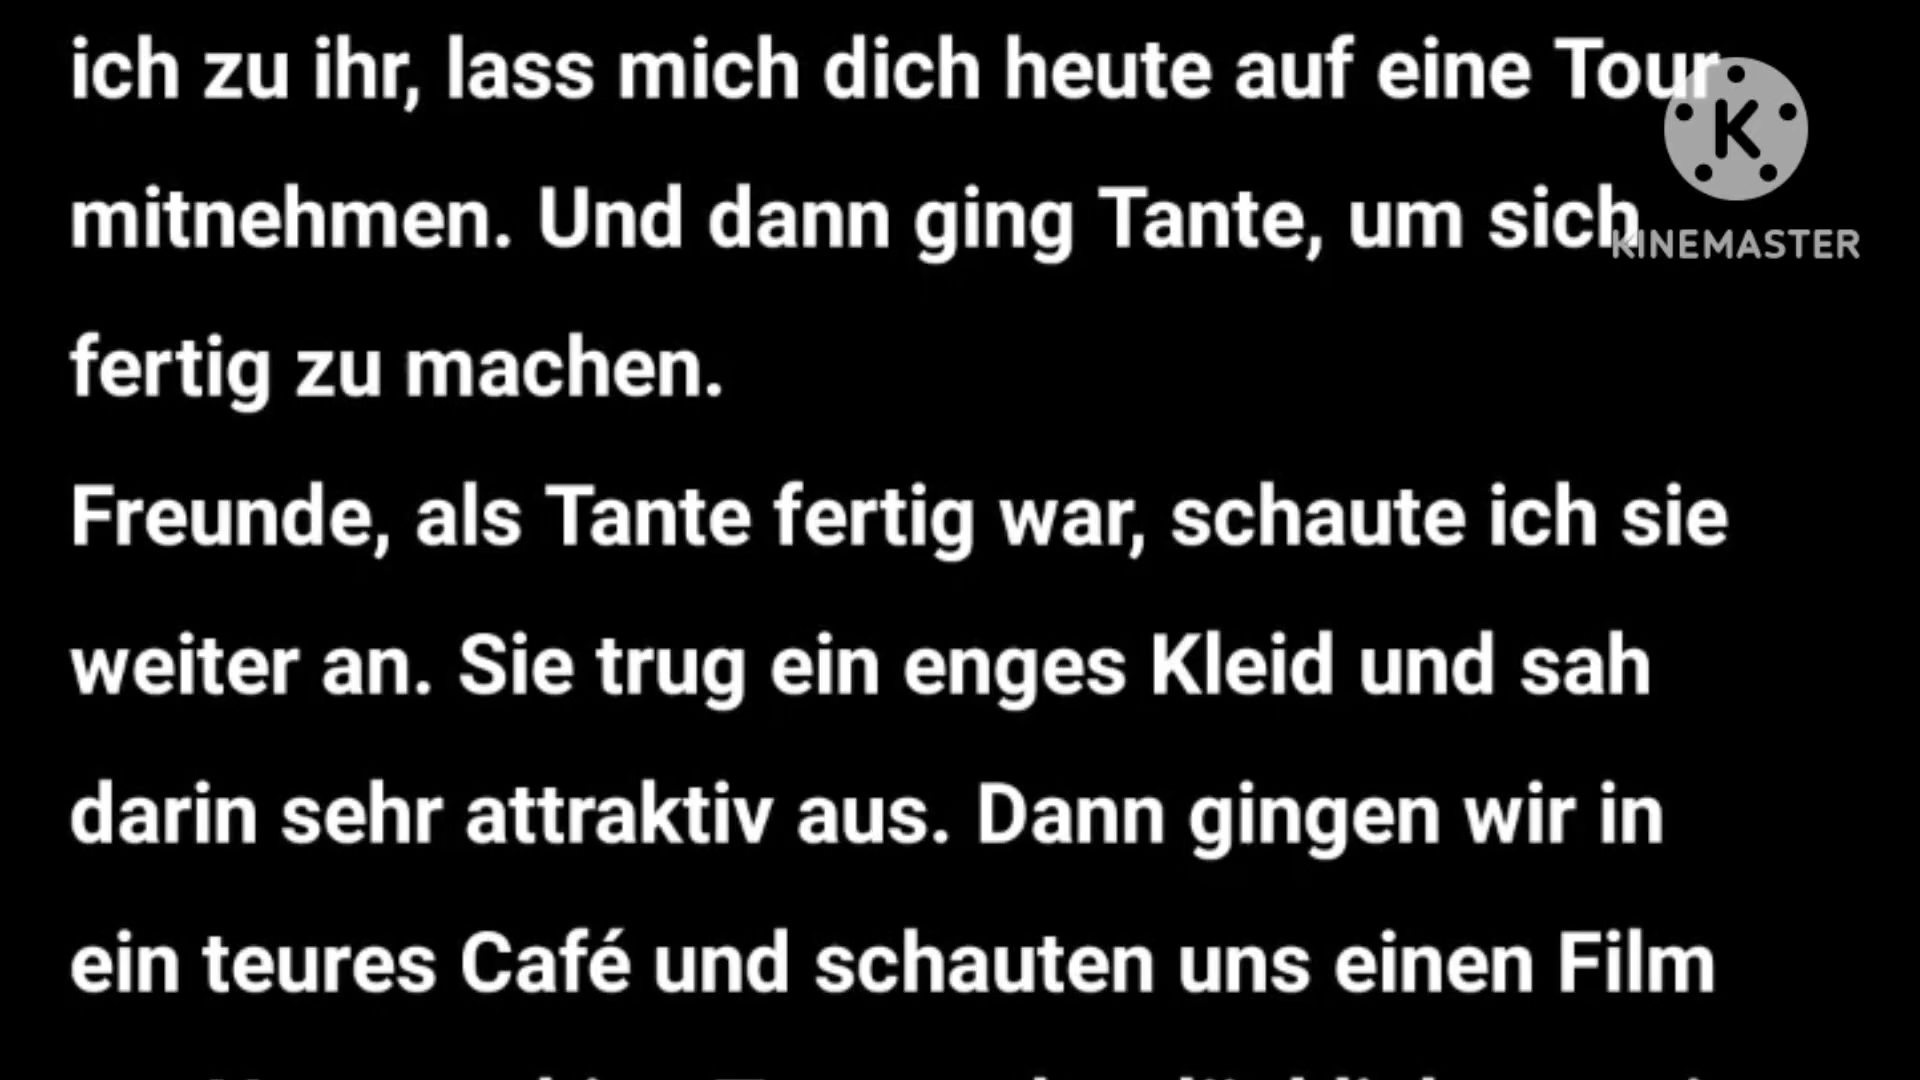 ich zu ihr, lass mich dich heute auf eine Tour
mitnehmen. Und dann ging Tante, um sich
fertig zu machen.
Freunde, als Tante fertig war, schaute ich sie
weiter an. Sie trug ein enges Kleid und sah
darin sehr attraktiv aus. Dann gingen wir in
ein teures Café und schauten uns einen Film
K
KINEMASTER